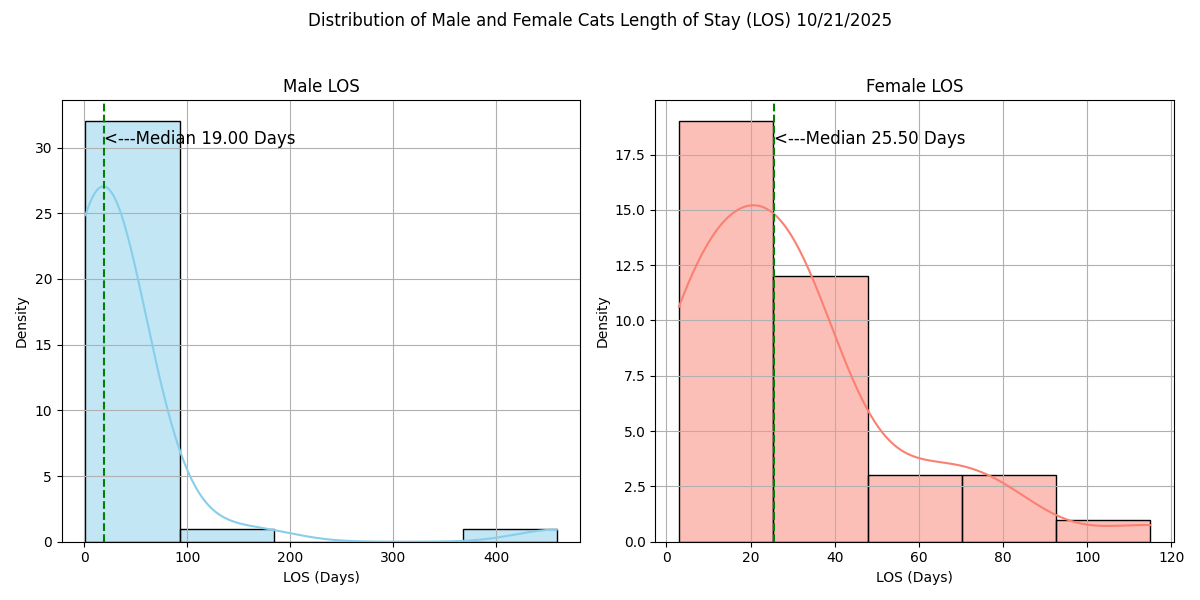 Distribution of Male and Female Cats Length of Stay (LOS) 10/21/2025
Male LOS
<---Median 19.00 Days
Density
30
25
20
15
10
5
0
0 100 200 300 400
LOS (Days)
Female LOS
<---Median 25.50 Days
Density
17.5
15.0
12.5
10.0
7.5
5.0
2.5
0.0
0 20 40 60 80 100 120
LOS (Days)